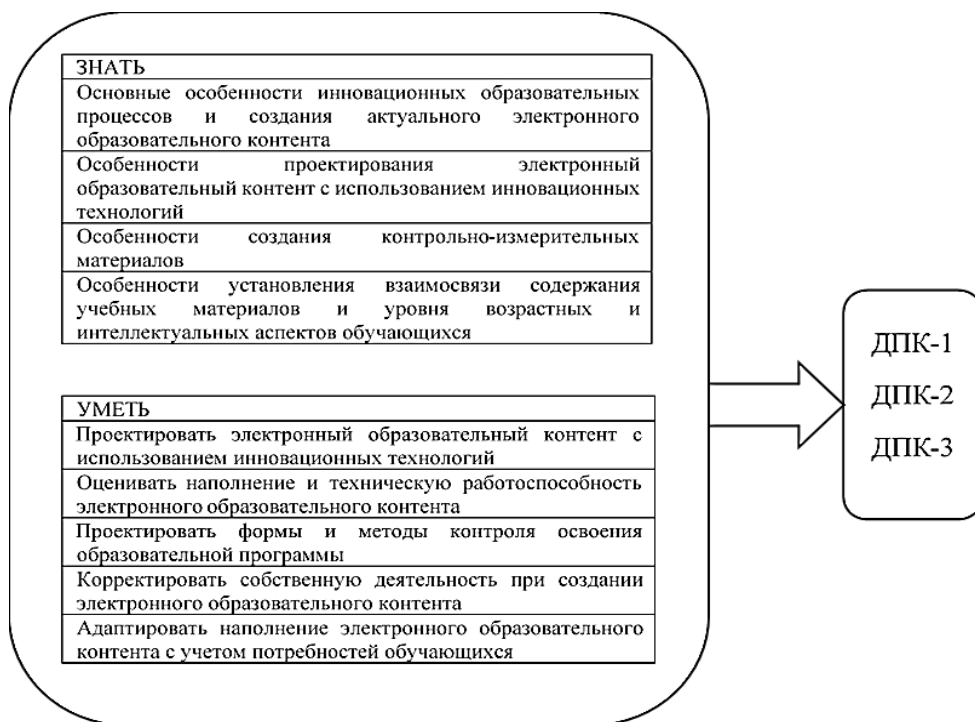 ЗНАТЬ
Основные особенности инновационных образовательных
процессов и создания актуального электронного
образовательного контента
Особенности проектирования электронный
образовательный контент с использованием инновационных
технологий
Особенности создания контрольно-измерительных
материалов
Особенности установления взаимосвязи содержания
учебных материалов и уровня возрастных и
интеллектуальных аспектов обучающихся
УМЕТЬ
Проектировать электронный образовательный контент с
использованием инновационных технологий
Оценивать наполнение и техническую работоспособность
электронного образовательного контента
Проектировать формы и методы контроля освоения
образовательной программы
Корректировать собственную деятельность при создании
электронного образовательного контента
Адаптировать наполнение электронного образовательного
контента с учетом потребностей обучающихся
ДПК-1
ДПК-2
ДПК-3